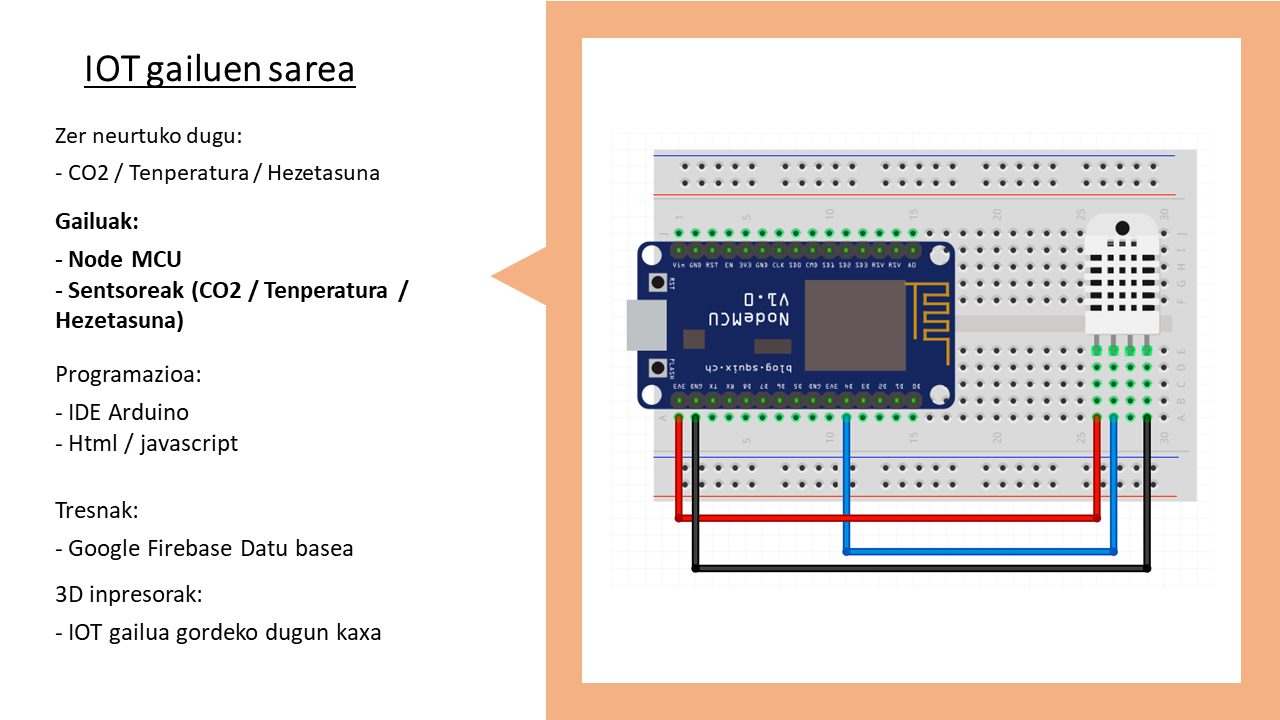 IOT gailuen sarea
Zer neurtuko dugu:
- CO2 / Tenperatura / Hezetasuna
Gailuak:
- Node MCU
- Sentsoreak (CO2 / Tenperatura /
Hezetasuna)
Programazioa:
- IDE Arduino
- Html / javascript
Tresnak:
- Google Firebase Datu basea
3D inpresorak:
- IOT gailua gordeko dugun kaxa
1 5 10 15 20 25 30
J
I
H
G
F
Vin GND RST EN 3V3 GND CLK SD0 CMD SD1 SD2 SD3 RSV RSV A0
RST
NodeMCU
V1.0
blog.squix.ch
FLASH
3V3 GND TX RX D8 D7 D6 D5 GND 3V3 D4 D3 D2 D1 D0
E
D
C
B
A A
5 10 15 20 25 30